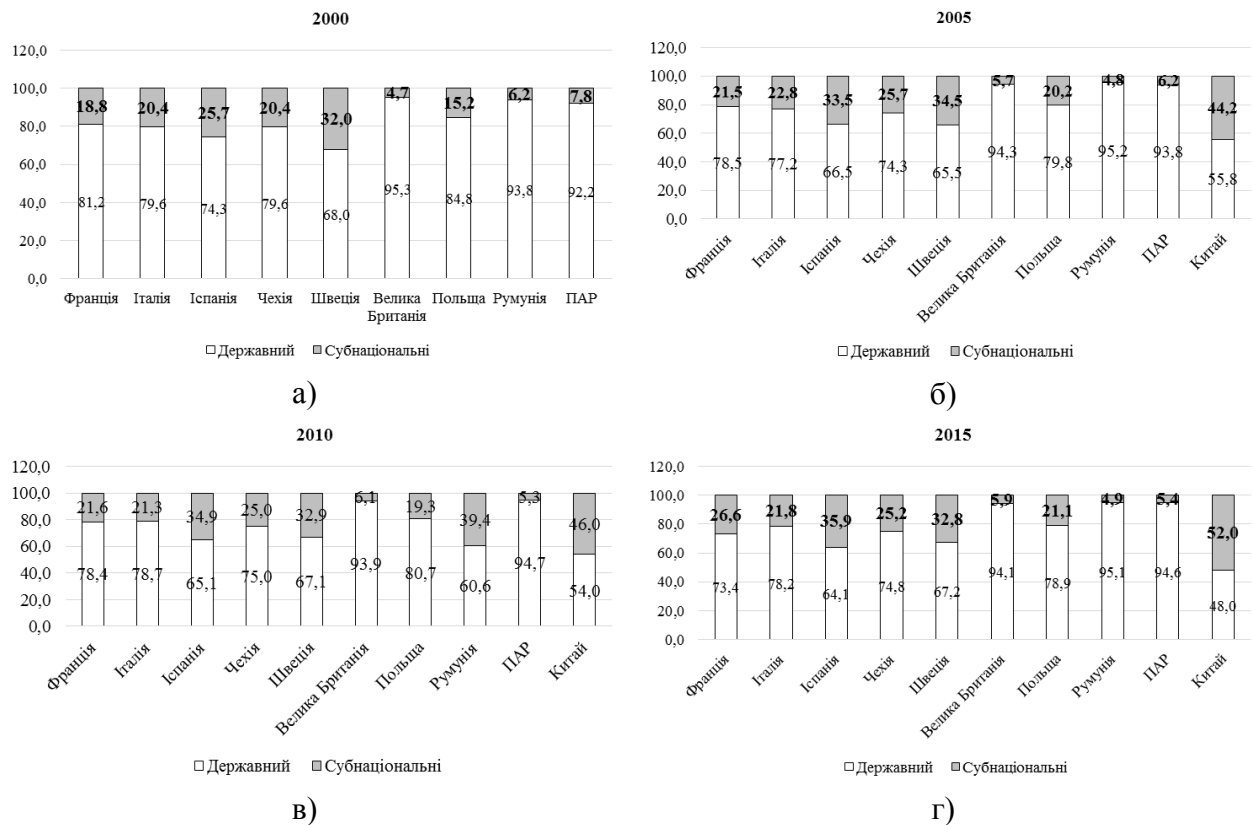 2000
120,0
100,0
80,0
60,0
40,0
20,0
0,0
18,8 20,4 25,7 20,4 32,0 4,7 15,2 6,2 7,8
81,2 79,6 74,3 79,6 68,0 95,3 84,8 93,8 92,2
Франція Італія Іспанія Чехія Швеція Велика Британія Польща Румунія ПАР
Державний Субнаціональні
а)
2005
120,0
100,0
80,0
60,0
40,0
20,0
0,0
21,5 22,8 33,5 25,7 34,5 5,7 20,2 4,8 6,2 44,2
78,5 77,2 66,5 74,3 65,5 94,3 79,8 95,2 93,8 55,8
Франція Італія Іспанія Чехія Швеція Велика Британія Польща Румунія ПАР Китай
Державний Субнаціональні
б)
2010
120,0
100,0
80,0
60,0
40,0
20,0
0,0
21,6 21,3 34,9 25,0 32,9 6,1 19,3 39,4 5,3 46,0
78,4 78,7 65,1 75,0 67,1 93,9 80,7 60,6 94,7 54,0
Франція Італія Іспанія Чехія Швеція Велика Британія Польща Румунія ПАР Китай
Державний Субнаціональні
в)
2015
120,0
100,0
80,0
60,0
40,0
20,0
0,0
26,6 21,8 35,9 25,2 32,8 5,9 21,1 4,9 5,4 52,0
73,4 78,2 64,1 74,8 67,2 94,1 78,9 95,1 94,6 48,0
Франція Італія Іспанія Чехія Швеція Велика Британія Польща Румунія ПАР Китай
Державний Субнаціональні
г)